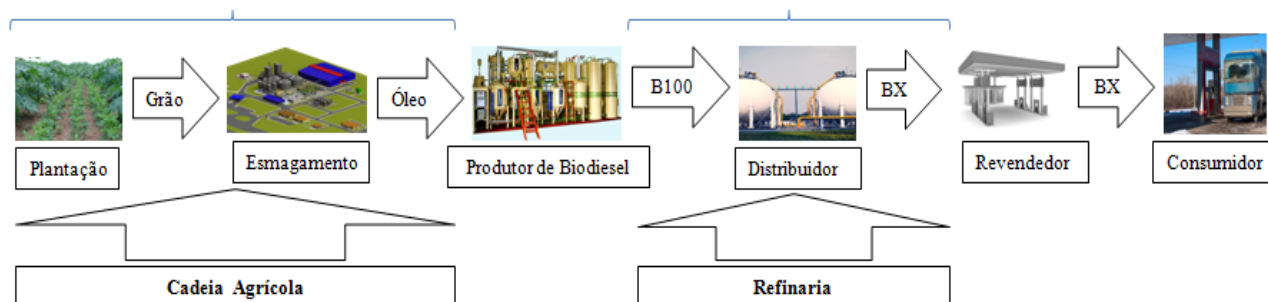 Grão
Óleo
B100
BX
BX
Plantação
Esmagamento
Produtor de Biodiesel
Distribuidor
Revendedor
Consumidor
Cadeia Agrícola
Refinaria